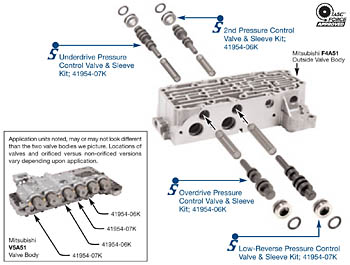 2nd Pressure Control
Valve & Sleeve
Kit; 41954-06K
IASC
FORCE
APPROVED
Underdrive Pressure
Control Valve & Sleeve
Kit; 41954-07K
Mitsubishi F4A51
Outside Valve Body
Application units noted, may or may not look different
than the two valve bodies we picture. Locations of
valves and orificed versus non-orificed versions
vary depending upon application.
Overdrive Pressure
Control Valve & Sleeve
Kit; 41954-06K
41954-06K
41954-07K
41954-06K
41954-07K
Mitsubishi
V5A51
Valve Body
Low-Reverse Pressure Control
Valve & Sleeve Kit; 41954-07K